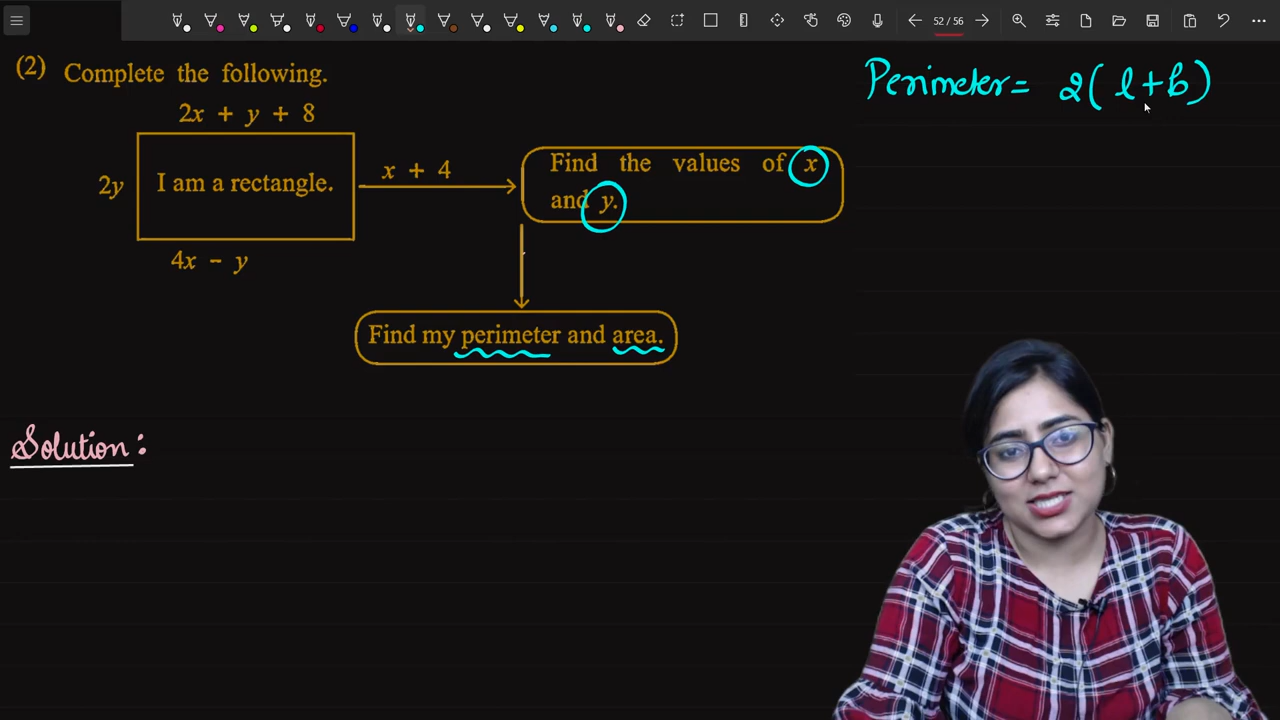 52 / 56
(2) Complete the following.
2x + y + 8
2y
I am a rectangle.
x + 4
4x - y
Find the values of x
and y.
Find my perimeter and area.
Perimeter = 2( l + b )
Solution :